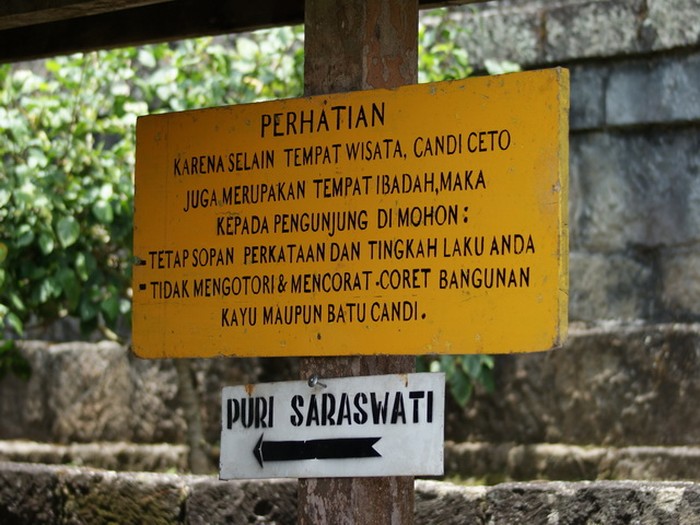 PERHATIAN
KARENA SELAIN TEMPAT WISATA, CANDI CETO
JUGA MERUPAKAN TEMPAT IBADAH,MAKA
KEPADA PENGUNJUNG DI MOHON :
-TETAP SOPAN PERKATAAN DAN TINGKAH LAKU ANDA
-TIDAK MENGOTORI & MENCORAT-CORET BANGUNAN
KAYU MAUPUN BATU CANDI.
PURI SARASWATI